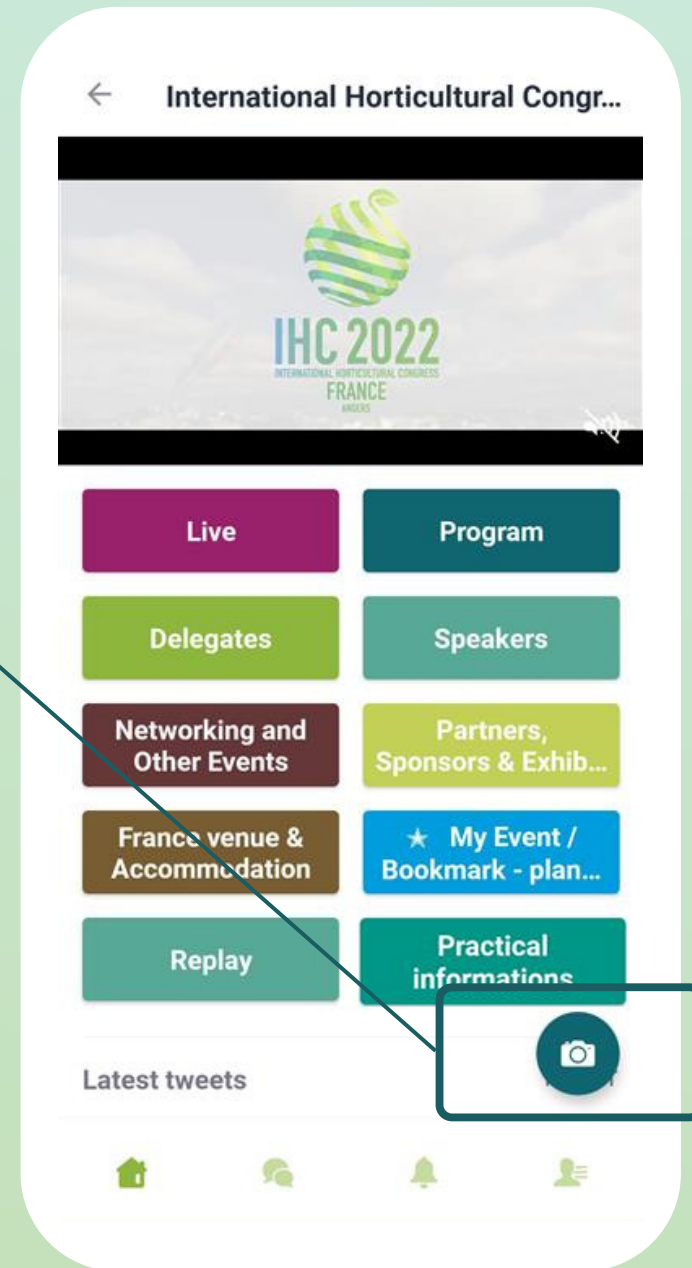 International Horticultural Congr...
IHC 2022
INTERNATIONAL HORTICULTURAL CONGRESS
FRANCE
ANGERS
Live
Program
Delegates
Speakers
Networking and
Other Events
Partners,
Sponsors & Exhib...
France venue &
Accommodation
★ My Event /
Bookmark - plan...
Replay
Practical
informations
Latest tweets